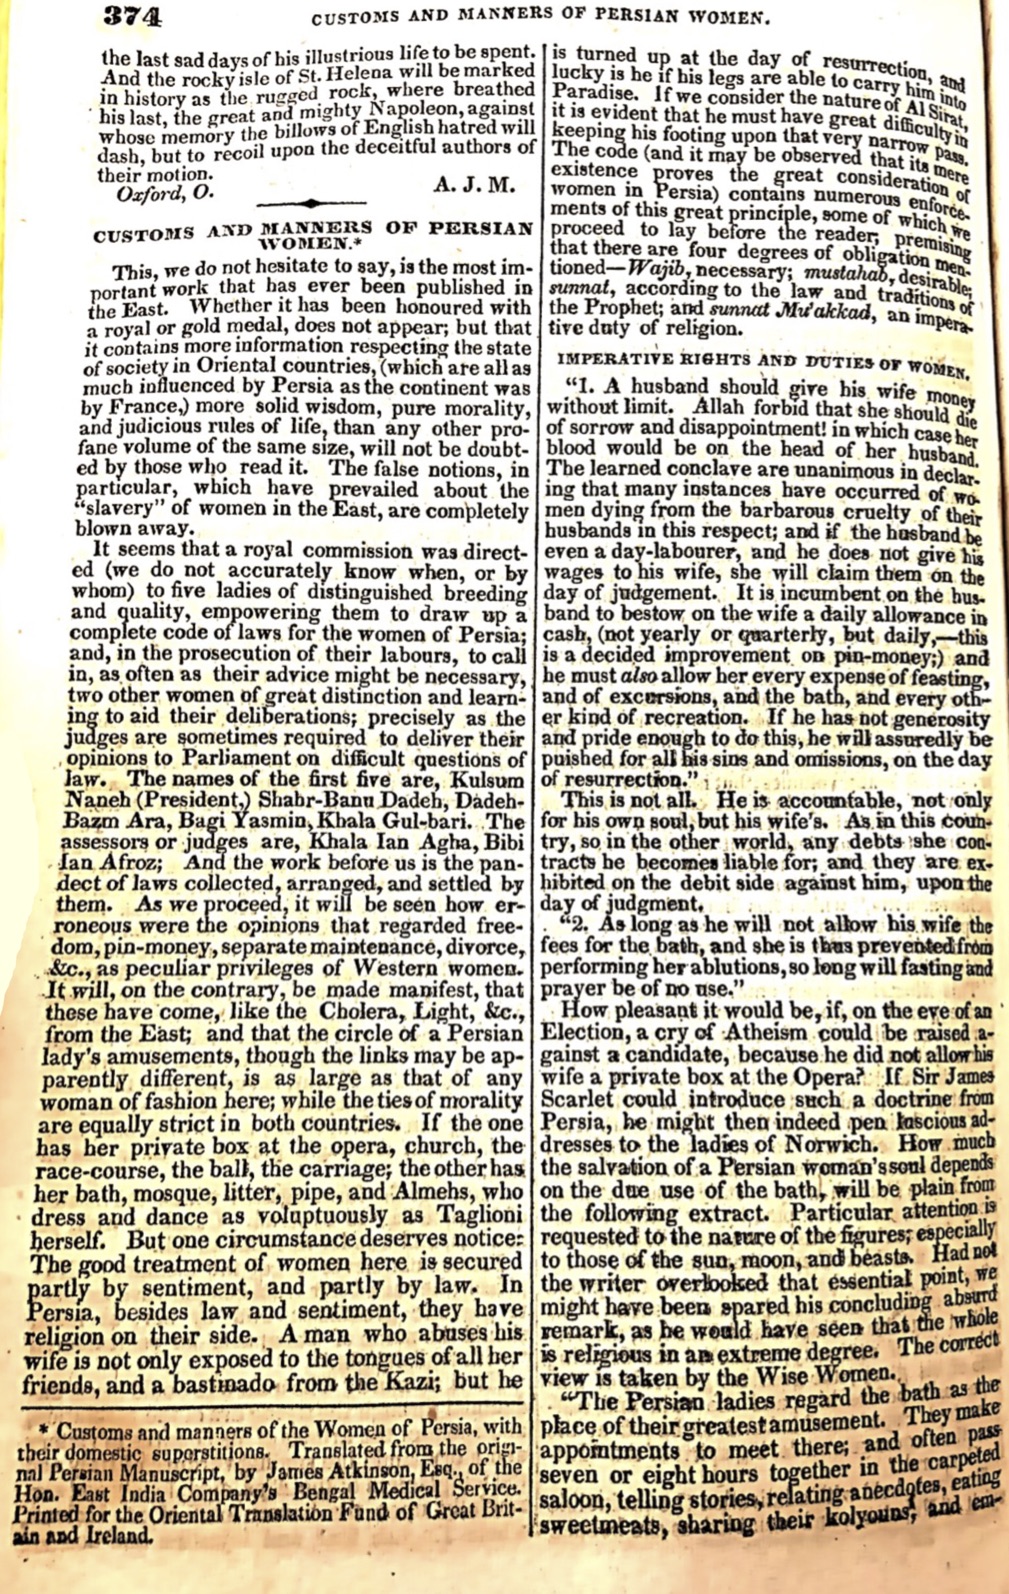 374
CUSTOMS AND MANNERS OF PERSIAN WOMEN.
the last sad days of his illustrious life to be spent.
And the rocky isle of St. Helena will be marked
in history as the rugged rock, where breathed
his last, the great and mighty Napoleon, against
whose memory the billows of English hatred will
dash, but to recoil upon the deceitful authors of
their motion.
Oxford, O. A. J. M.
CUSTOMS AND MANNERS OF PERSIAN
WOMEN.*
This, we do not hesitate to say, is the most im-
portant work that has ever been published in
the East. Whether it has been honoured with
a royal or gold medal, does not appear; but that
it contains more information respecting the state
of society in Oriental countries, (which are all as
much influenced by Persia as the continent was
by France,) more solid wisdom, pure morality,
and judicious rules of life, than any other pro-
fane volume of the same size, will not be doubt-
ed by those who read it. The false notions, in
particular, which have prevailed about the
“slavery” of women in the East, are completely
blown away.
It seems that a royal commission was direct-
ed (we do not accurately know when, or by
whom) to five ladies of distinguished breeding
and quality, empowering them to draw up a
complete code of laws for the women of Persia;
and, in the prosecution of their labours, to call
in, as often as their advice might be necessary,
two other women of great distinction and learn-
ing to aid their deliberations; precisely as the
judges are sometimes required to deliver their
opinions to Parliament on difficult questions of
law. The names of the first five are, Kulsum
Naneh (President,) Shahr-Banu Dadeh, Dadeh-
Bazm Ara, Bagi Yasmin, Khala Gul-bari. The
assessors or judges are, Khala Ian Agha, Bibi
Ian Afroz; And the work before us is the pan-
dect of laws collected, arranged, and settled by
them. As we proceed, it will be seen how er-
roneous were the opinions that regarded free-
dom, pin-money, separate maintenance, divorce,
&c., as peculiar privileges of Western women.
It will, on the contrary, be made manifest, that
these have come, like the Cholera, Light, &c.,
from the East; and that the circle of a Persian
lady's amusements, though the links may be ap-
parently different, is as large as that of any
woman of fashion here; while the ties of morality
are equally strict in both countries. If the one
has her private box at the opera, church, the
race-course, the ball, the carriage; the other has
her bath, mosque, litter, pipe, and Almehs, who
dress and dance as voluptuously as Taglioni
herself. But one circumstance deserves notice:
The good treatment of women here is secured
partly by sentiment, and partly by law. In
Persia, besides law and sentiment, they have
religion on their side. A man who abuses his
wife is not only exposed to the tongues of all her
friends, and a bastinado from the Kazi; but he
* Customs and manners of the Women of Persia, with
their domestic superstitions. Translated from the origi-
nal Persian Manuscript, by James Atkinson, Esq., of the
Hon. East India Company's Bengal Medical Service.
Printed for the Oriental Translation Fund of Great Brit-
ain and Ireland.
is turned up at the day of resurrection, and
lucky is he if his legs are able to carry him into
Paradise. If we consider the nature of Al Sirat,
it is evident that he must have great difficulty in
keeping his footing upon that very narrow pass.
The code (and it may be observed that its mere
existence proves the great consideration of
women in Persia) contains numerous enforce-
ments of this great principle, some of which we
proceed to lay before the reader, premising
that there are four degrees of obligation men-
tioned—Wajib, necessary; mustahab, desirable;
sunnat, according to the law and traditions of
the Prophet; and sunnat Mu'akkad, an impera-
tive duty of religion.
IMPERATIVE RIGHTS AND DUTIES OF WOMEN.
“1. A husband should give his wife money
without limit. Allah forbid that she should die
of sorrow and disappointment! in which case her
blood would be on the head of her husband.
The learned conclave are unanimous in declar-
ing that many instances have occurred of wo-
men dying from the barbarous cruelty of their
husbands in this respect; and if the husband be
even a day-labourer, and he does not give his
wages to his wife, she will claim them on the
day of judgement. It is incumbent on the hus-
band to bestow on the wife a daily allowance in
cash, (not yearly or quarterly, but daily,—this
is a decided improvement on pin-money;) and
he must also allow her every expense of feasting,
and of excursions, and the bath, and every oth-
er kind of recreation. If he has not generosity
and pride enough to do this, he will assuredly be
punished for all his sins and omissions, on the day
of resurrection.”
This is not all. He is accountable, not only
for his own soul, but his wife's. As in this coun-
try, so in the other world, any debts she con-
tracts he becomes liable for; and they are ex-
hibited on the debit side against him, upon the
day of judgment.
“2. As long as he will not allow his wife the
fees for the bath, and she is thus prevented from
performing her ablutions, so long will fasting and
prayer be of no use.”
How pleasant it would be, if, on the eve of an
Election, a cry of Atheism could be raised a-
gainst a candidate, because he did not allow his
wife a private box at the Opera? If Sir James
Scarlet could introduce such a doctrine from
Persia, he might then indeed pen luscious ad-
dresses to the ladies of Norwich. How much
the salvation of a Persian woman's soul depends
on the due use of the bath, will be plain from
the following extract. Particular attention is
requested to the nature of the figures; especially
to those of the sun, moon, and beasts. Had not
the writer overlooked that essential point, we
might have been spared his concluding absurd
remark, as he would have seen that the whole
is religious in an extreme degree. The correct
view is taken by the Wise Women.
“The Persian ladies regard the bath as the
place of their greatest amusement. They make
appointments to meet there; and often pass
seven or eight hours together in the carpeted
saloon, telling stories, relating anecdotes, eating
sweetmeats, sharing their kolyouns, and em-